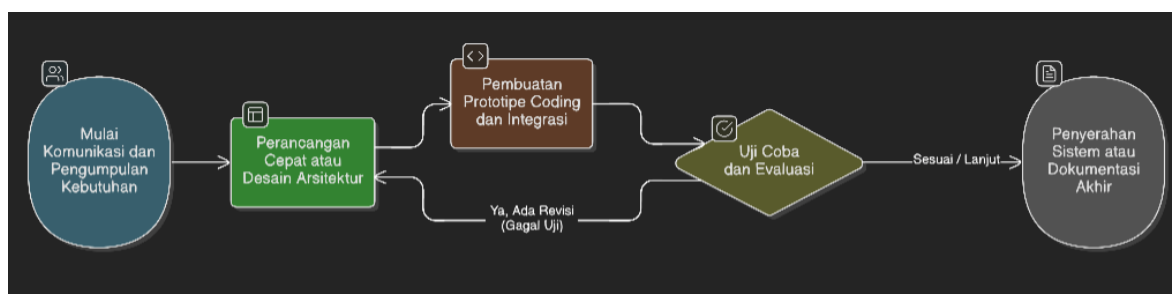 Mulai
Komunikasi dan
Pengumpulan
Kebutuhan
Perancangan
Cepat atau
Desain Arsitektur
Pembuatan
Prototipe Coding
dan Integrasi
Uji Coba
dan Evaluasi
Ya, Ada Revisi
(Gagal Uji)
Sesuai / Lanjut
Penyerahan
Sistem atau
Dokumentasi
Akhir